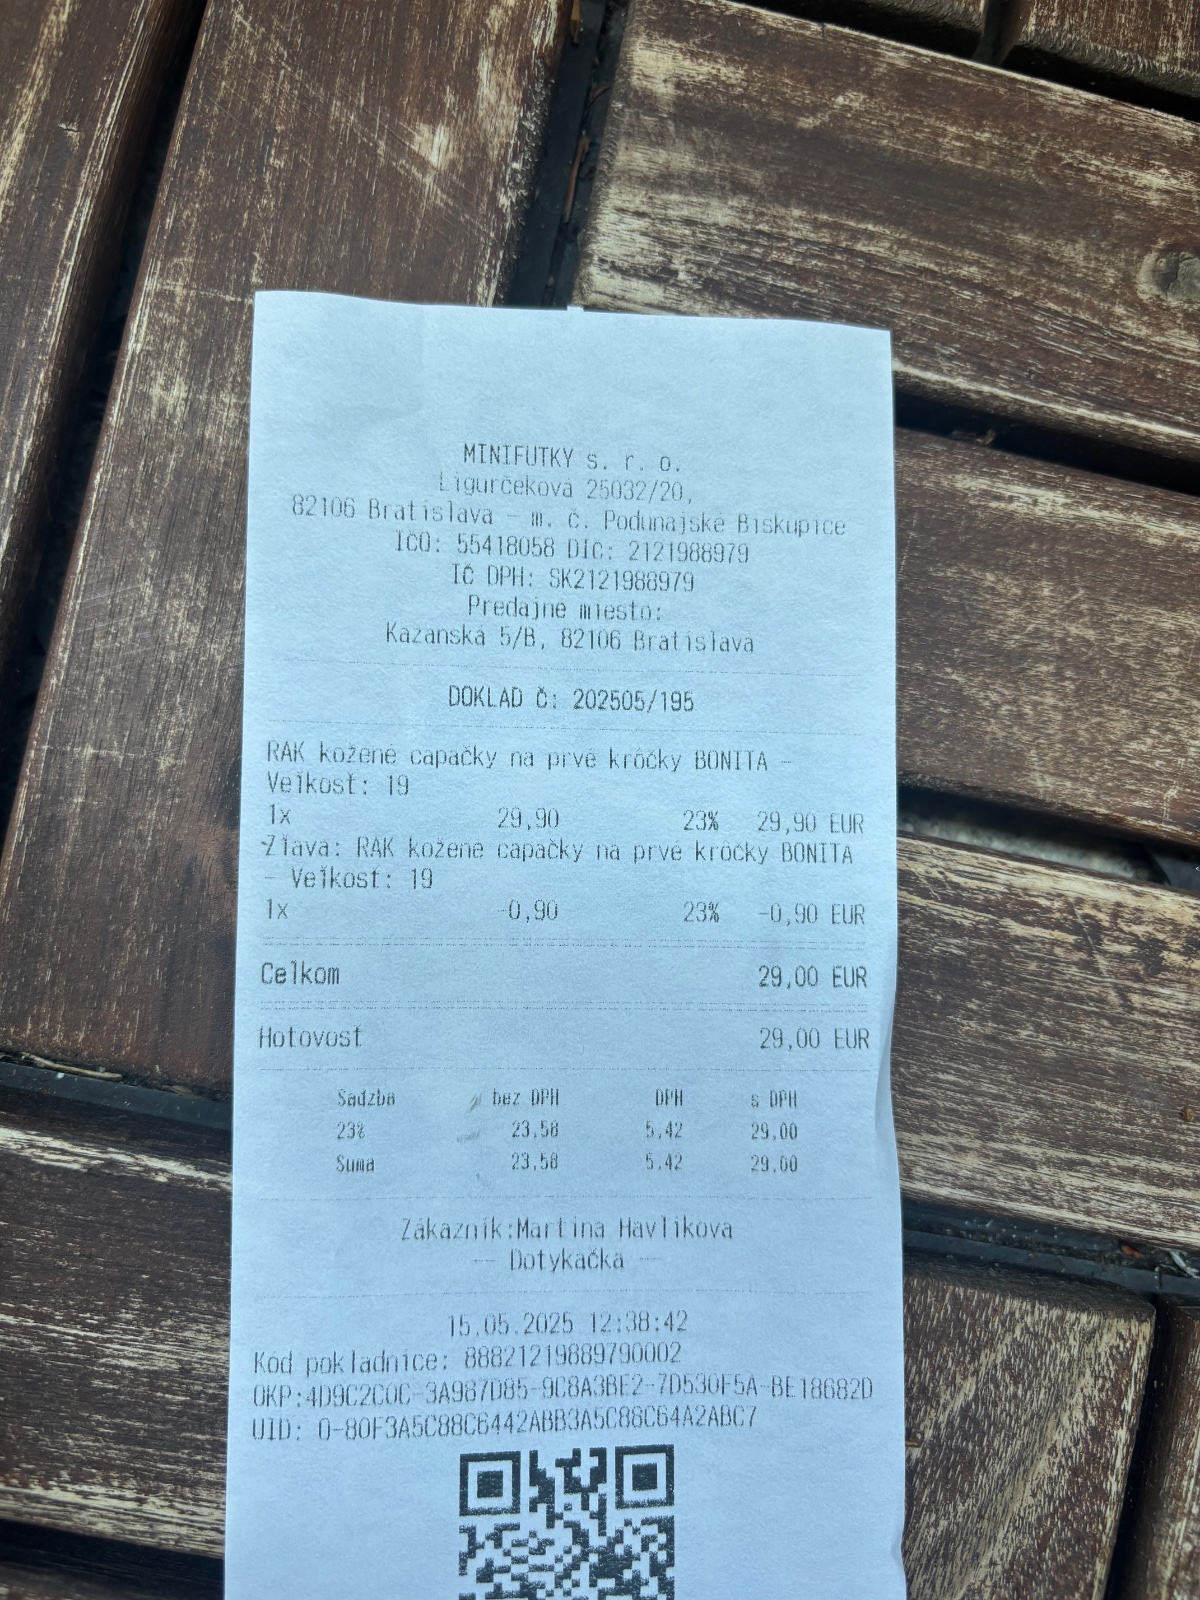 MINIFUTKY s. r. o.
Ligurčekova 25032/20,
82106 Bratislava - m. č. Podunajské Biskupice
IČO: 55418058 DIČ: 2121988979
IČ DPH: SK2121988979
Predajné miesto:
Kazanská 5/B, 82106 Bratislava
DOKLAD Č: 202505/195
RAK kožené capačky na prvé krôčky BONITA -
Veľkosť: 19
1x 29,90 23% 29,90 EUR
Zľava: RAK kožené capačky na prvé krôčky BONITA
- Veľkosť: 19
1x -0,90 23% -0,90 EUR
Celkom 29,00 EUR
Hotovosť 29,00 EUR
Sadzba bez DPH DPH s DPH
23% 23,58 5,42 29,00
Suma 23,58 5,42 29,00
Zákazník:Martina Havlíkova
-- Dotykačka --
15.05.2025 12:38:42
Kód pokladnice: 88821219889790002
OKP:4D9C2C0C-3A987D85-9C8A3BE2-7D530F5A-BE18682D
UID: O-80F3A5C88C6442ABB3A5C88C64A2ABC7